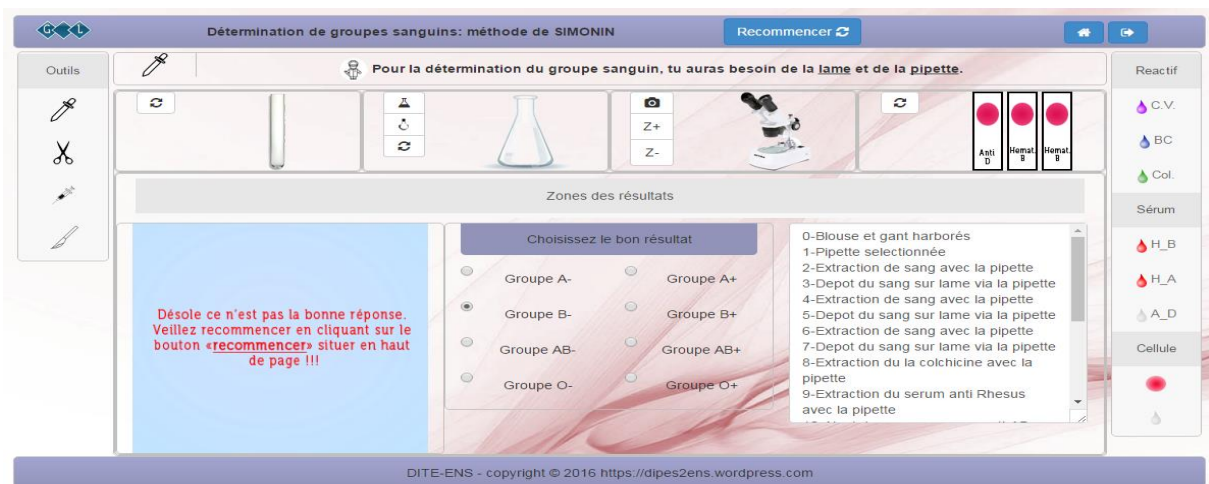 GCL
Détermination de groupes sanguins: méthode de SIMONIN
Recommencer
Outils
Pour la détermination du groupe sanguin, tu auras besoin de la lame et de la pipette.
Reactif
Z+
Z-
Anti D
Hemat. B
Hemat. B
C.V.
BC
Col.
Sérum
H_B
H_A
A_D
Cellule
Zones des résultats
Désole ce n'est pas la bonne réponse.
Veillez recommencer en cliquant sur le
bouton «recommencer» situer en haut
de page !!!
Choisissez le bon résultat
Groupe A-
Groupe A+
Groupe B-
Groupe B+
Groupe AB-
Groupe AB+
Groupe O-
Groupe O+
0-Blouse et gant harborés
1-Pipette selectionnée
2-Extraction de sang avec la pipette
3-Depot du sang sur lame via la pipette
4-Extraction de sang avec la pipette
5-Depot du sang sur lame via la pipette
6-Extraction de sang avec la pipette
7-Depot du sang sur lame via la pipette
8-Extraction du la colchicine avec la
pipette
9-Extraction du serum anti Rhesus
avec la pipette
DITE-ENS - copyright © 2016 https://dipes2ens.wordpress.com